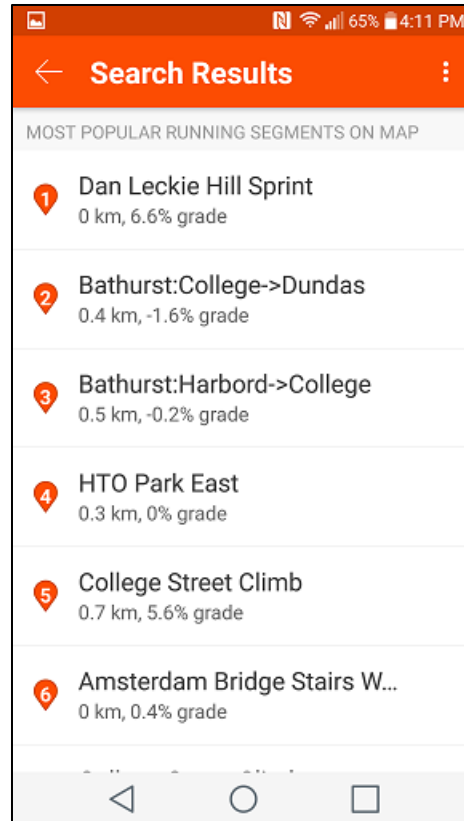 65% 4:11 PM
Search Results
MOST POPULAR RUNNING SEGMENTS ON MAP
1
Dan Leckie Hill Sprint
0 km, 6.6% grade
2
Bathurst:College->Dundas
0.4 km, -1.6% grade
3
Bathurst:Harbord->College
0.5 km, -0.2% grade
4
HTO Park East
0.3 km, 0% grade
5
College Street Climb
0.7 km, 5.6% grade
6
Amsterdam Bridge Stairs W...
0 km, 0.4% grade